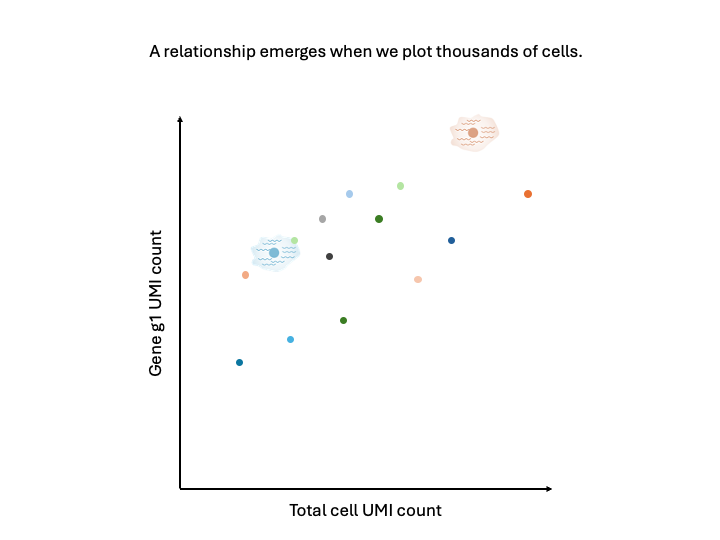 A relationship emerges when we plot thousands of cells.
Gene g1 UMI count
Total cell UMI count